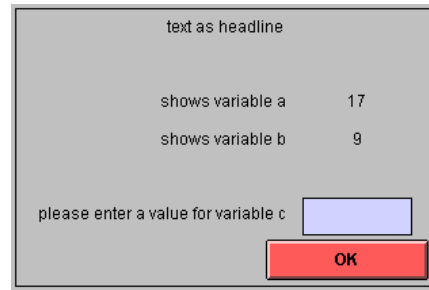 text as headline
shows variable a 17
shows variable b 9
please enter a value for variable c
OK